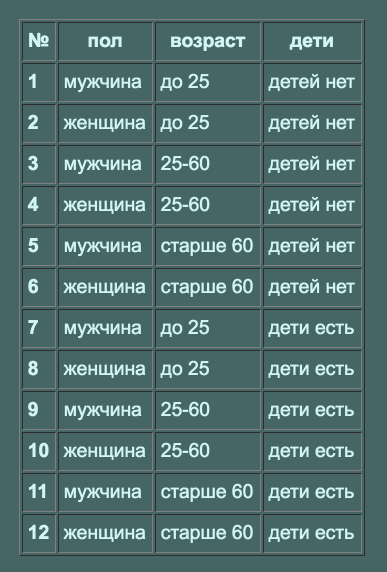 № пол возраст дети
1 мужчина до 25 детей нет
2 женщина до 25 детей нет
3 мужчина 25-60 детей нет
4 женщина 25-60 детей нет
5 мужчина старше 60 детей нет
6 женщина старше 60 детей нет
7 мужчина до 25 дети есть
8 женщина до 25 дети есть
9 мужчина 25-60 дети есть
10 женщина 25-60 дети есть
11 мужчина старше 60 дети есть
12 женщина старше 60 дети есть